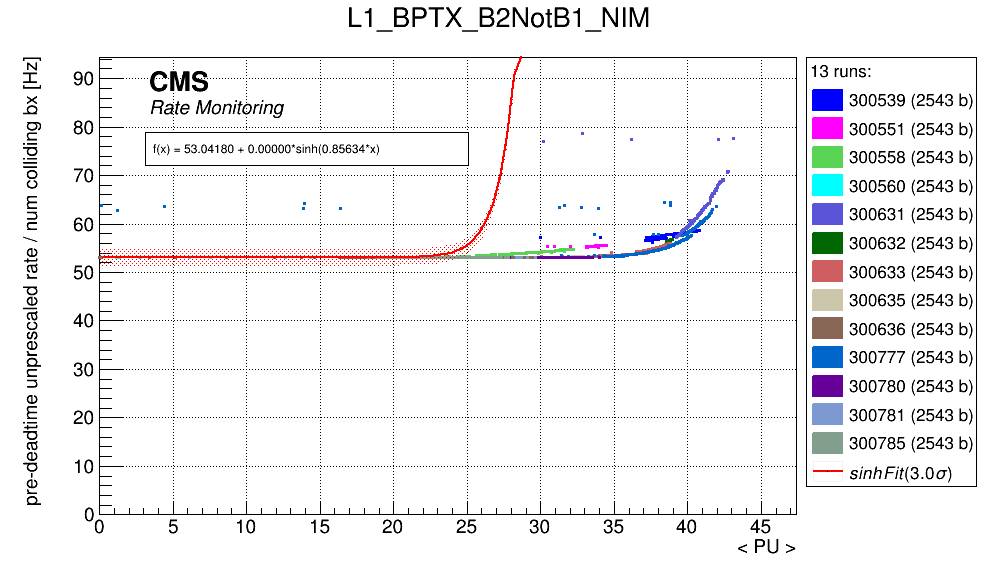 L1_BPTX_B2NotB1_NIM
pre-deadtime unprescaled rate / num colliding bx [Hz]
90
80
70
60
50
40
30
20
10
0
CMS
Rate Monitoring
f(x) = 53.04180 + 0.00000*sinh(0.85634*x)
0 5 10 15 20 25 30 35 40 45
< PU >
13 runs:
300539 (2543 b)
300551 (2543 b)
300558 (2543 b)
300560 (2543 b)
300631 (2543 b)
300632 (2543 b)
300633 (2543 b)
300635 (2543 b)
300636 (2543 b)
300777 (2543 b)
300780 (2543 b)
300781 (2543 b)
300785 (2543 b)
sinhFit(3.0σ)